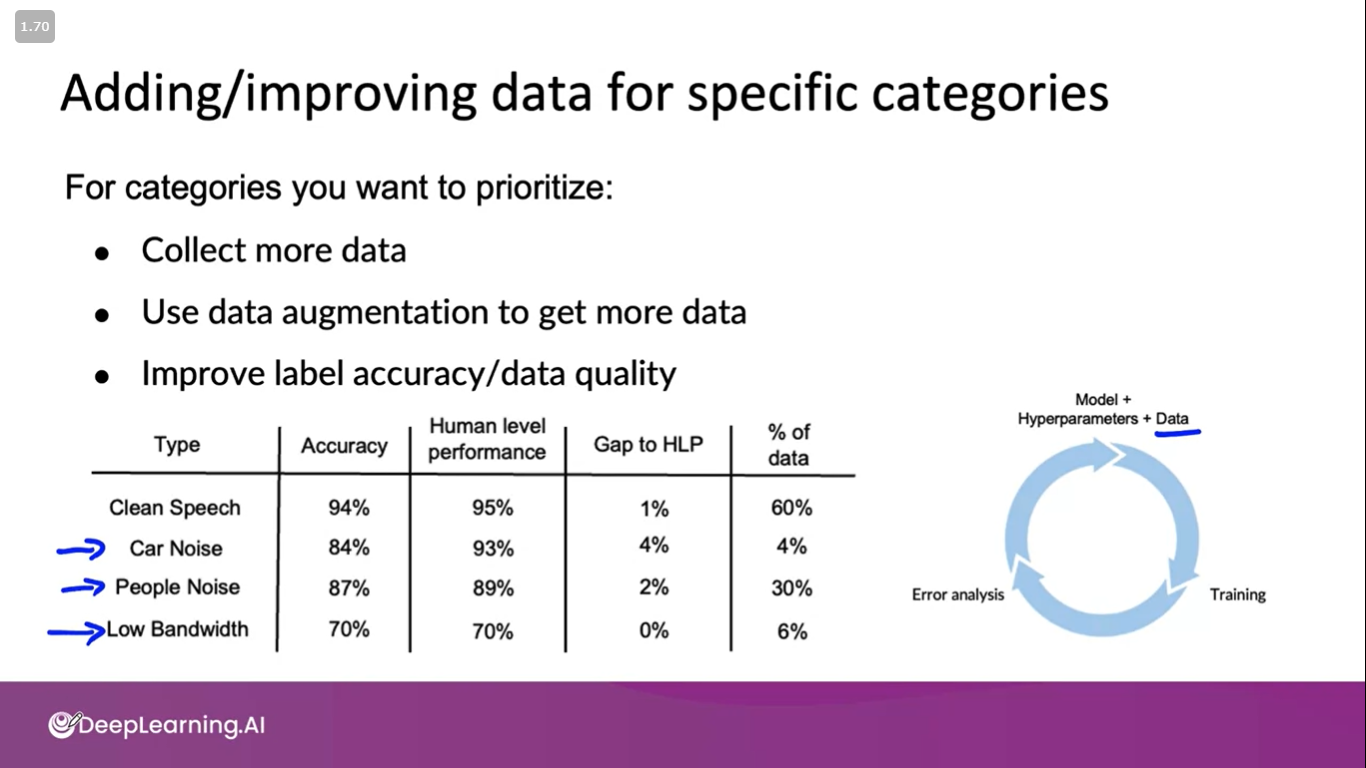 1.70
Adding/improving data for specific categories
For categories you want to prioritize:
● Collect more data
● Use data augmentation to get more data
● Improve label accuracy/data quality
Type Accuracy Human level performance Gap to HLP % of data
Clean Speech 94% 95% 1% 60%
Car Noise 84% 93% 4% 4%
People Noise 87% 89% 2% 30%
Low Bandwidth 70% 70% 0% 6%
Model +
Hyperparameters + Data
Error analysis
Training
DeepLearning.AI